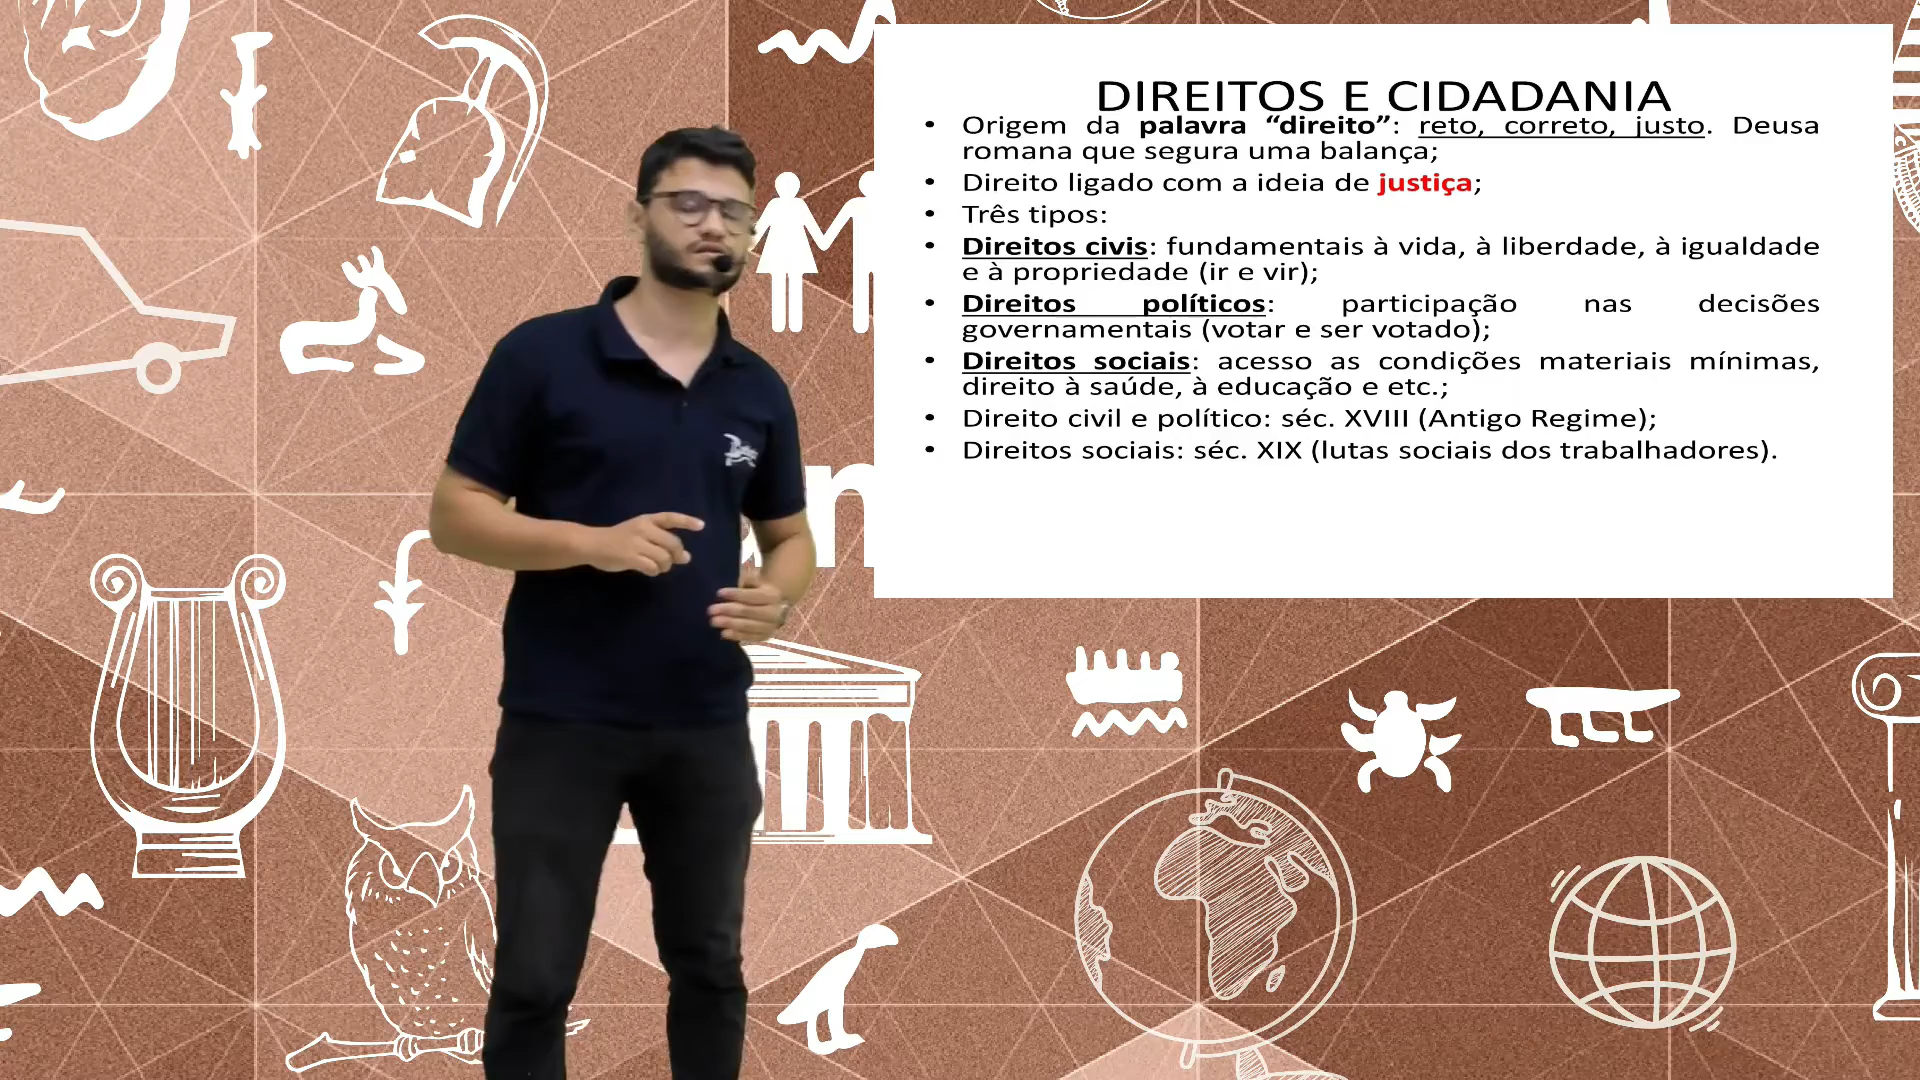 DIREITOS E CIDADANIA
• Origem da palavra “direito”: reto, correto, justo. Deusa
romana que segura uma balança;
• Direito ligado com a ideia de justiça;
• Três tipos:
• Direitos civis: fundamentais à vida, à liberdade, à igualdade
e à propriedade (ir e vir);
• Direitos políticos: participação nas decisões
governamentais (votar e ser votado);
• Direitos sociais: acesso as condições materiais mínimas,
direito à saúde, à educação e etc.;
• Direito civil e político: séc. XVIII (Antigo Regime);
• Direitos sociais: séc. XIX (lutas sociais dos trabalhadores).